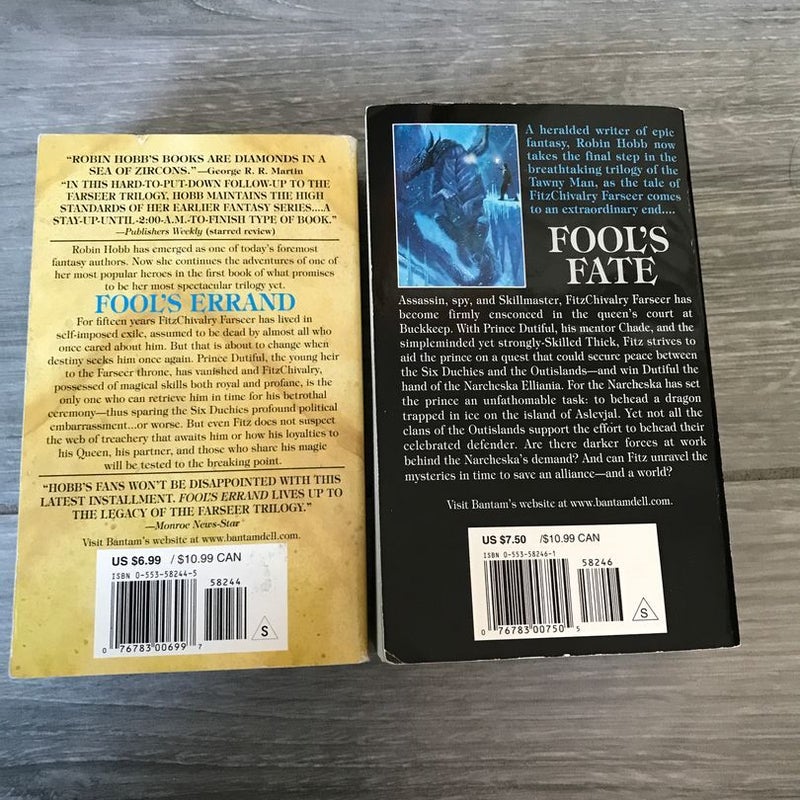 "ROBIN HOBB'S BOOKS ARE DIAMONDS IN A
SEA OF ZIRCONS."—George R. R. Martin
"IN THIS HARD-TO-PUT-DOWN FOLLOW-UP TO THE
FARSEER TRILOGY, HOBB MAINTAINS THE HIGH
STANDARDS OF HER EARLIER FANTASY SERIES....A
STAY-UP-UNTIL-2:00-A.M.-TO-FINISH TYPE OF BOOK."
—Publishers Weekly (starred review)
Robin Hobb has emerged as one of today's foremost
fantasy authors. Now she continues the adventures of one of
her most popular heroes in the first book of what promises
to be her most spectacular trilogy yet.
FOOL'S ERRAND
For fifteen years FitzChivalry Farseer has lived in
self-imposed exile, assumed to be dead by almost all who
once cared about him. But that is about to change when
destiny seeks him once again. Prince Dutiful, the young heir
to the Farseer throne, has vanished and FitzChivalry,
possessed of magical skills both royal and profane, is the
only one who can retrieve him in time for his betrothal
ceremony—thus sparing the Six Duchies profound political
embarrassment...or worse. But even Fitz does not suspect
the web of treachery that awaits him or how his loyalties to
his Queen, his partner, and those who share his magic
will be tested to the breaking point.
"HOBB'S FANS WON'T BE DISAPPOINTED WITH THIS
LATEST INSTALLMENT. FOOL'S ERRAND LIVES UP TO
THE LEGACY OF THE FARSEER TRILOGY."
—Monroe News-Star
Visit Bantam's website at www.bantamdell.com.
US $6.99 / $10.99 CAN
ISBN 0-553-58244-5
58244
0 76783 00699 7
S
A heralded writer of epic
fantasy, Robin Hobb now
takes the final step in the
breathtaking trilogy of the
Tawny Man, as the tale of
FitzChivalry Farseer comes
to an extraordinary end....
FOOL'S
FATE
Assassin, spy, and Skillmaster, FitzChivalry Farseer has
become firmly ensconced in the queen's court at
Buckkeep. With Prince Dutiful, his mentor Chade, and the
simpleminded yet strongly-Skilled Thick, Fitz strives to
aid the prince on a quest that could secure peace between
the Six Duchies and the Outislands—and win Dutiful the
hand of the Narcheska Elliania. For the Narcheska has set
the prince an unfathomable task: to behead a dragon
trapped in ice on the island of Aslevjal. Yet not all the
clans of the Outislands support the effort to behead their
celebrated defender. Are there darker forces at work
behind the Narcheska's demand? And can Fitz unravel the
mysteries in time to save an alliance—and a world?
Visit Bantam's website at www.bantamdell.com.
US $7.50 /$10.99 CAN
ISBN 0-553-58246-1
58246
0 76783 00750 5
S